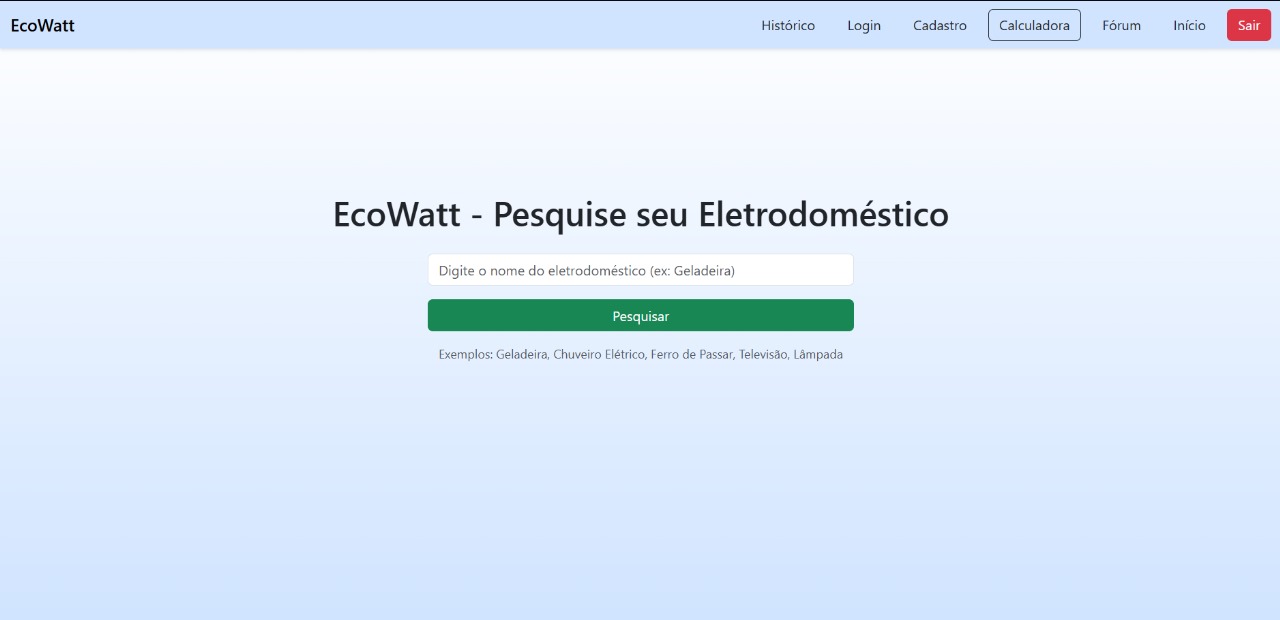 EcoWatt
Histórico
Login
Cadastro
Calculadora
Fórum
Início
Sair
EcoWatt - Pesquise seu Eletrodoméstico
Digite o nome do eletrodoméstico (ex: Geladeira)
Pesquisar
Exemplos: Geladeira, Chuveiro Elétrico, Ferro de Passar, Televisão, Lâmpada